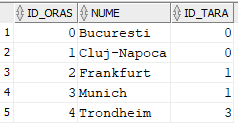 ID_ORAS NUME ID_TARA
1 0 Bucuresti 0
2 1 Cluj-Napoca 0
3 2 Frankfurt 1
4 3 Munich 1
5 4 Trondheim 3